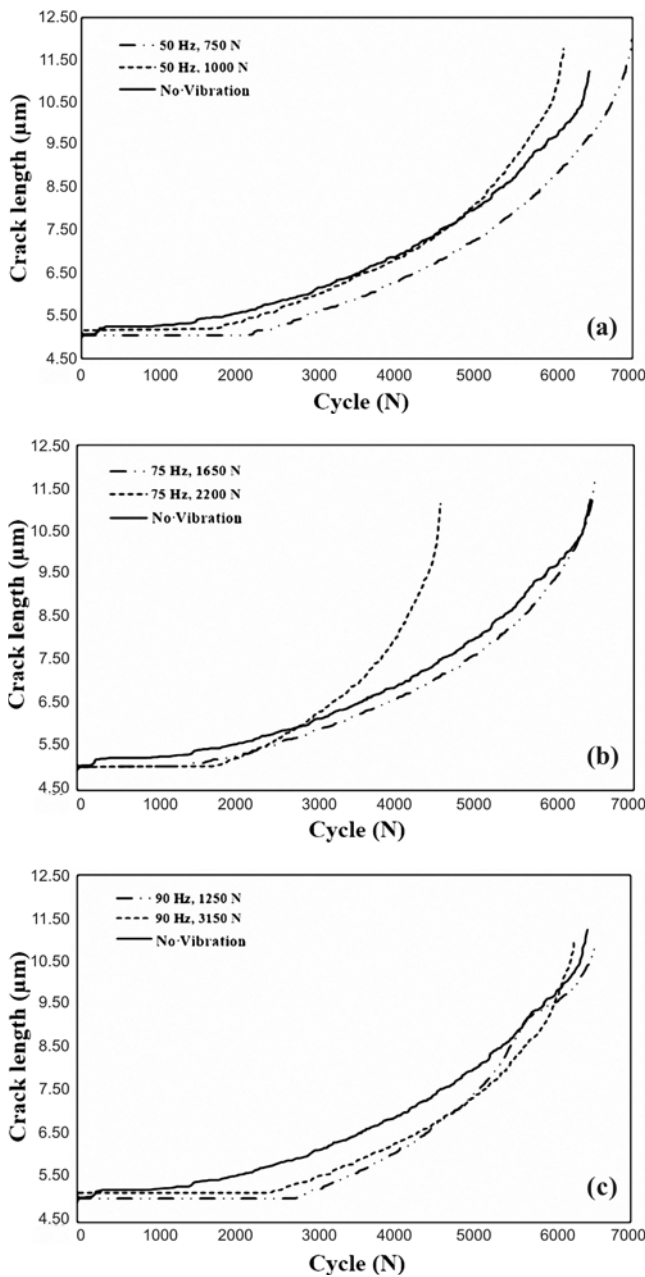 12.50
11.50
10.50
9.50
8.50
7.50
6.50
5.50
4.50
Crack length (µm)
50 Hz, 750 N
50 Hz, 1000 N
No·Vibration
(a)
0 1000 2000 3000 4000 5000 6000 7000
Cycle (N)
12.50
11.50
10.50
9.50
8.50
7.50
6.50
5.50
4.50
Crack length (µm)
75 Hz, 1650 N
75 Hz, 2200 N
No·Vibration
(b)
0 1000 2000 3000 4000 5000 6000 7000
Cycle (N)
12.50
11.50
10.50
9.50
8.50
7.50
6.50
5.50
4.50
Crack length (µm)
90 Hz, 1250 N
90 Hz, 3150 N
No·Vibration
(c)
0 1000 2000 3000 4000 5000 6000 7000
Cycle (N)